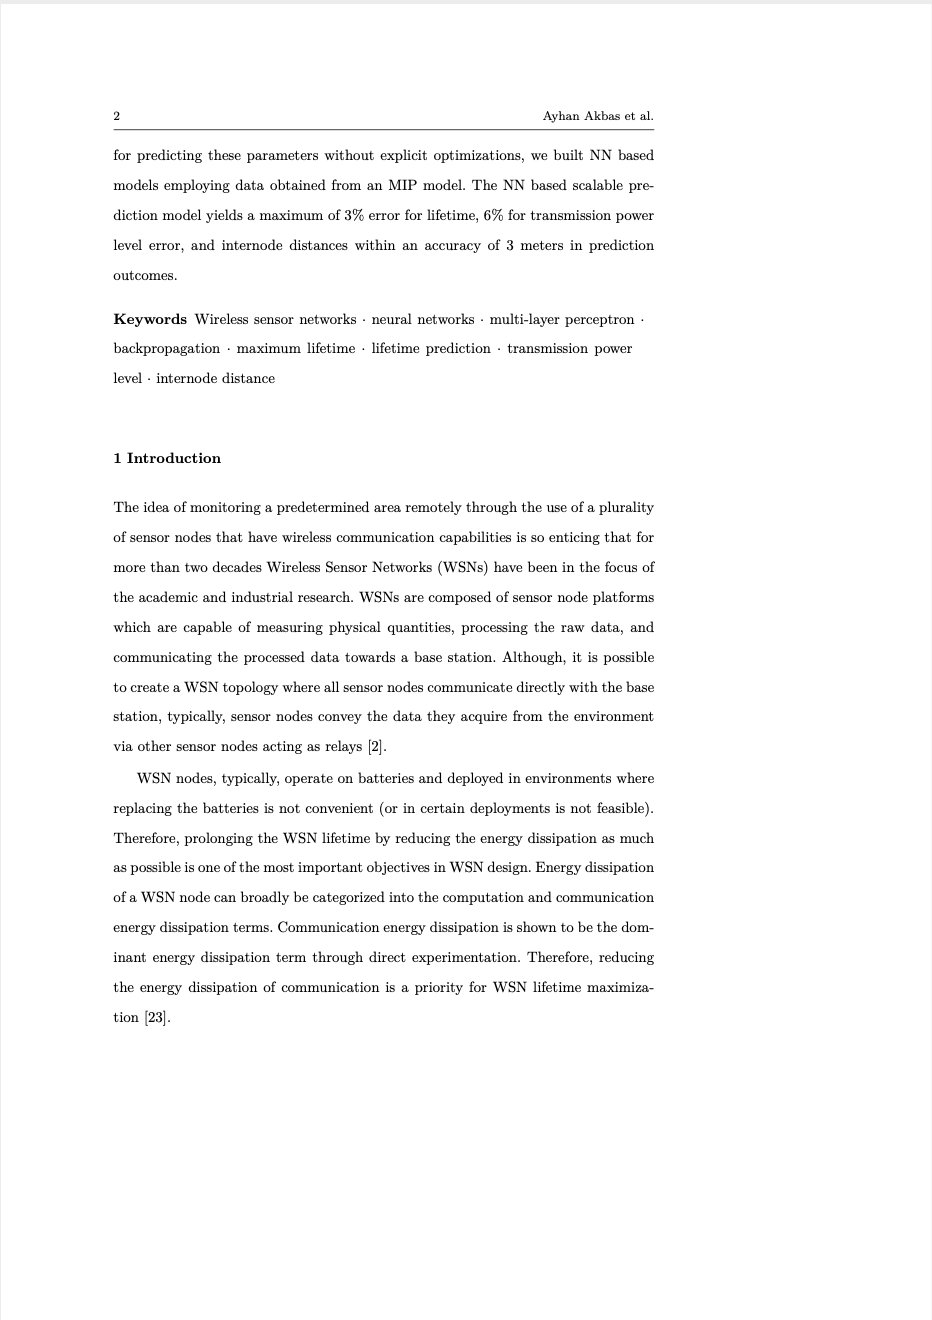 2 Ayhan Akbas et al.
for predicting these parameters without explicit optimizations, we built NN based
models employing data obtained from an MIP model. The NN based scalable pre-
diction model yields a maximum of 3% error for lifetime, 6% for transmission power
level error, and internode distances within an accuracy of 3 meters in prediction
outcomes.
Keywords Wireless sensor networks · neural networks · multi-layer perceptron ·
backpropagation · maximum lifetime · lifetime prediction · transmission power
level · internode distance
1 Introduction
The idea of monitoring a predetermined area remotely through the use of a plurality
of sensor nodes that have wireless communication capabilities is so enticing that for
more than two decades Wireless Sensor Networks (WSNs) have been in the focus of
the academic and industrial research. WSNs are composed of sensor node platforms
which are capable of measuring physical quantities, processing the raw data, and
communicating the processed data towards a base station. Although, it is possible
to create a WSN topology where all sensor nodes communicate directly with the base
station, typically, sensor nodes convey the data they acquire from the environment
via other sensor nodes acting as relays [2].
WSN nodes, typically, operate on batteries and deployed in environments where
replacing the batteries is not convenient (or in certain deployments is not feasible).
Therefore, prolonging the WSN lifetime by reducing the energy dissipation as much
as possible is one of the most important objectives in WSN design. Energy dissipation
of a WSN node can broadly be categorized into the computation and communication
energy dissipation terms. Communication energy dissipation is shown to be the dom-
inant energy dissipation term through direct experimentation. Therefore, reducing
the energy dissipation of communication is a priority for WSN lifetime maximiza-
tion [23].